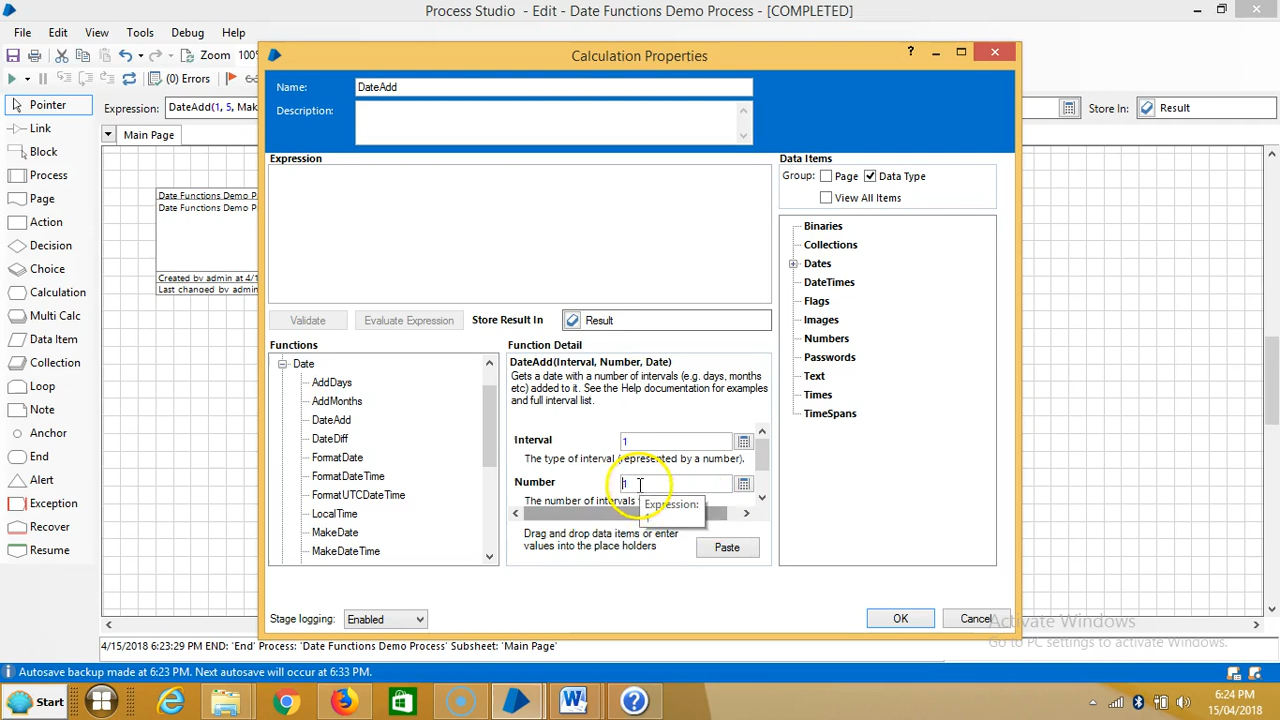 Process Studio - Edit - Date Functions Demo Process - [COMPLETED]
File Edit View Tools Debug Help
Zoom 100%
(0) Errors
Expression: DateAdd(1, 5, Mak
Store In: Result
Main Page
Pointer
Link
Block
Process
Page
Action
Decision
Choice
Calculation
Multi Calc
Data Item
Collection
Loop
Note
Anchor
End
Alert
Exception
Recover
Resume
Date Functions Demo P
Date Functions Demo P
Created by admin at 4/1
Last changed by admin
Calculation Properties
?
Name: DateAdd
Description:
Expression
Validate
Evaluate Expression
Store Result In
Result
Functions
Date
AddDays
AddMonths
DateAdd
DateDiff
FormatDate
FormatDateTime
FormatUTCDateTime
LocalTime
MakeDate
MakeDateTime
Function Detail
DateAdd(Interval, Number, Date)
Gets a date with a number of intervals (e.g. days, months
etc) added to it. See the Help documentation for examples
and full interval list.
Interval 1
The type of interval (represented by a number).
Number 1
The number of intervals
Expression:
1
Drag and drop data items or enter
values into the place holders
Paste
Data Items
Group: Page Data Type
View All Items
Binaries
Collections
Dates
DateTimes
Flags
Images
Numbers
Passwords
Text
Times
TimeSpans
Stage logging: Enabled
OK
Cancel
Activate Windows
Go to PC settings to activate Windows.
4/15/2018 6:23:29 PM END: 'End' Process: 'Date Functions Demo Process' Subsheet: 'Main Page'
Autosave backup made at 6:23 PM. Next autosave will occur at 6:33 PM.
Start
6:24 PM
15/04/2018